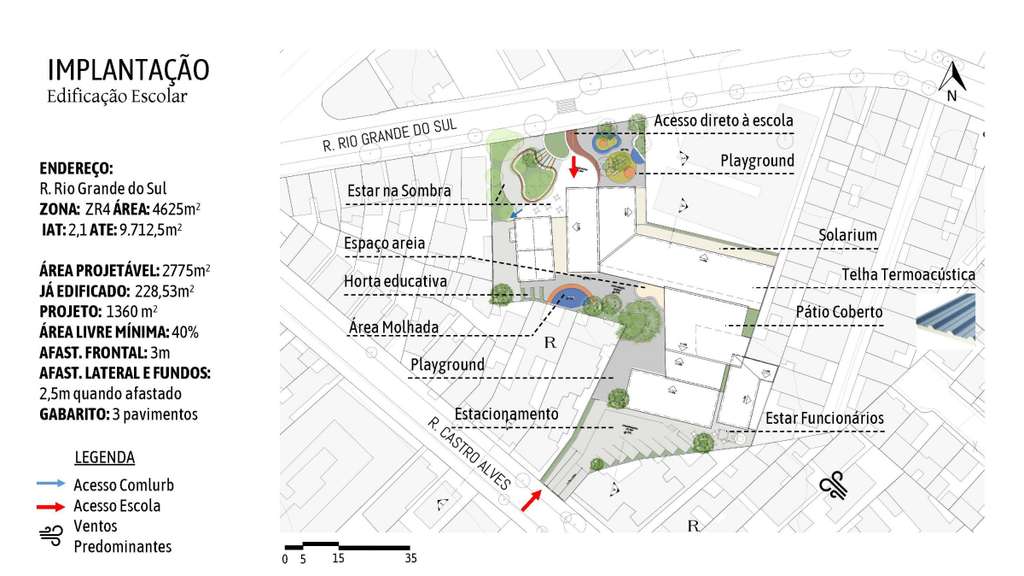 IMPLANTAÇÃO
Edificação Escolar
ENDEREÇO:
R. Rio Grande do Sul
ZONA: ZR4 ÁREA: 4625m²
IAT: 2,1 ATE: 9.712,5m²
ÁREA PROJETÁVEL: 2775m²
JÁ EDIFICADO: 228,53m²
PROJETO: 1360 m²
ÁREA LIVRE MÍNIMA: 40%
AFAST. FRONTAL: 3m
AFAST. LATERAL E FUNDOS:
2,5m quando afastado
GABARITO: 3 pavimentos
LEGENDA
Acesso Comlurb
Acesso Escola
Ventos
Predominantes
R. RIO GRANDE DO SUL
N
Acesso direto à escola
Playground
Estar na Sombra
Solarium
Espaço areia
Telha Termoacústica
Horta educativa
Pátio Coberto
Área Molhada
R
Playground
Estacionamento
Estar Funcionários
R. CASTRO ALVES
R
0 5 15 35